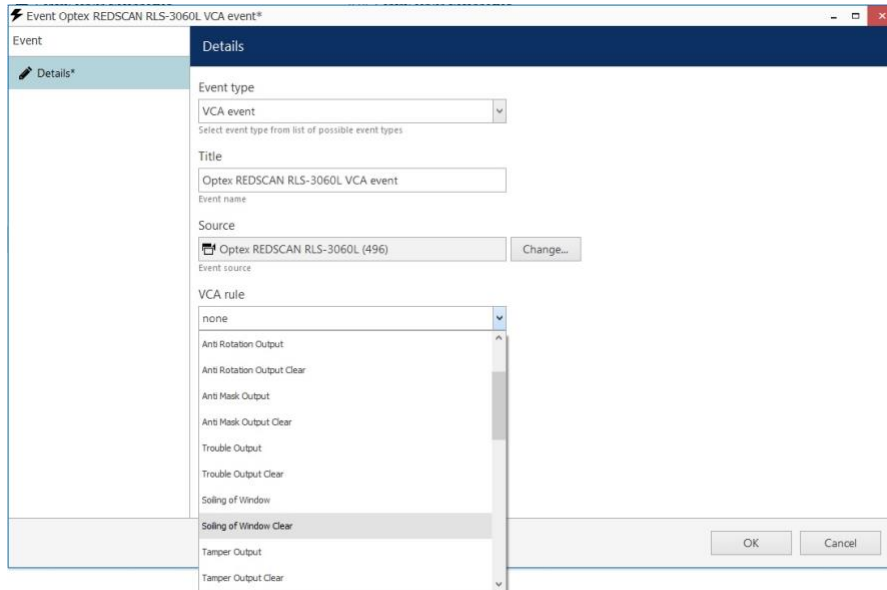 Event Optex REDSCAN RLS-3060L VCA event*
Event
Details
Details*
Event type
VCA event
Select event type from list of possible event types
Title
Optex REDSCAN RLS-3060L VCA event
Event name
Source
Optex REDSCAN RLS-3060L (496)
Change...
Event source
VCA rule
none
Anti Rotation Output
Anti Rotation Output Clear
Anti Mask Output
Anti Mask Output Clear
Trouble Output
Trouble Output Clear
Soiling of Window
Soiling of Window Clear
Tamper Output
Tamper Output Clear
OK
Cancel